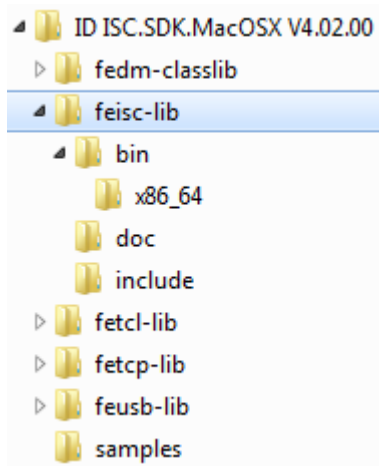 ID ISC.SDK.MacOSX V4.02.00
fedm-classlib
feisc-lib
bin
x86_64
doc
include
fetcl-lib
fetcp-lib
feusb-lib
samples